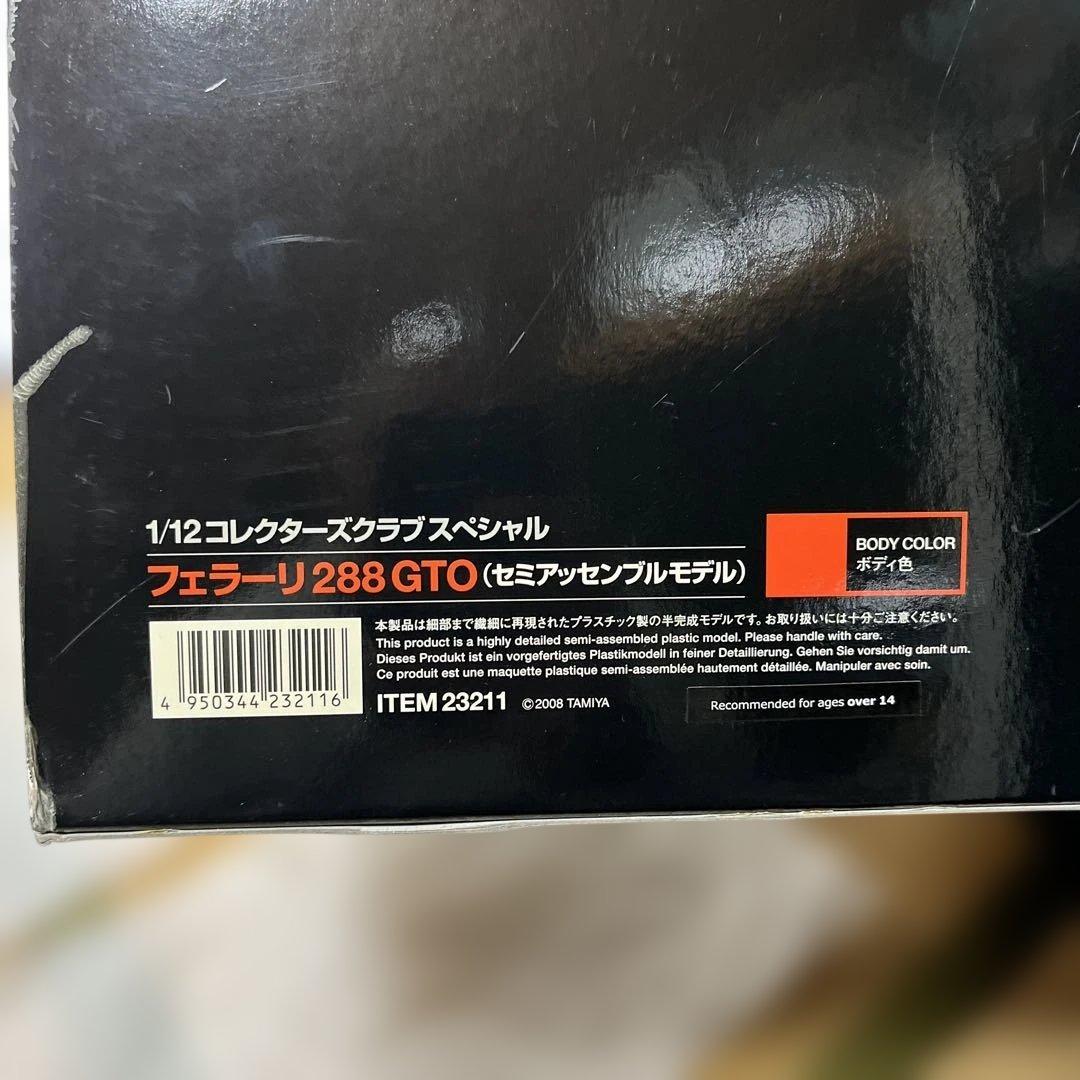 1/12コレクターズクラブスペシャル
フェラーリ288 GTO(セミアッセンブルモデル)
BODY COLOR
ボディ色
本製品は細部まで繊細に再現されたプラスチック製の半完成モデルです。お取り扱いには十分ご注意ください。
This product is a highly detailed semi-assembled plastic model. Please handle with care.
Dieses Produkt ist ein vorgefertigtes Plastikmodell in feiner Detaillierung. Gehen Sie vorsichtig damit um.
Ce produit est une maquette plastique semi-assemblée hautement détaillée. Manipuler avec soin.
4 950344 232116
ITEM 23211 ©2008 TAMIYA
Recommended for ages over 14